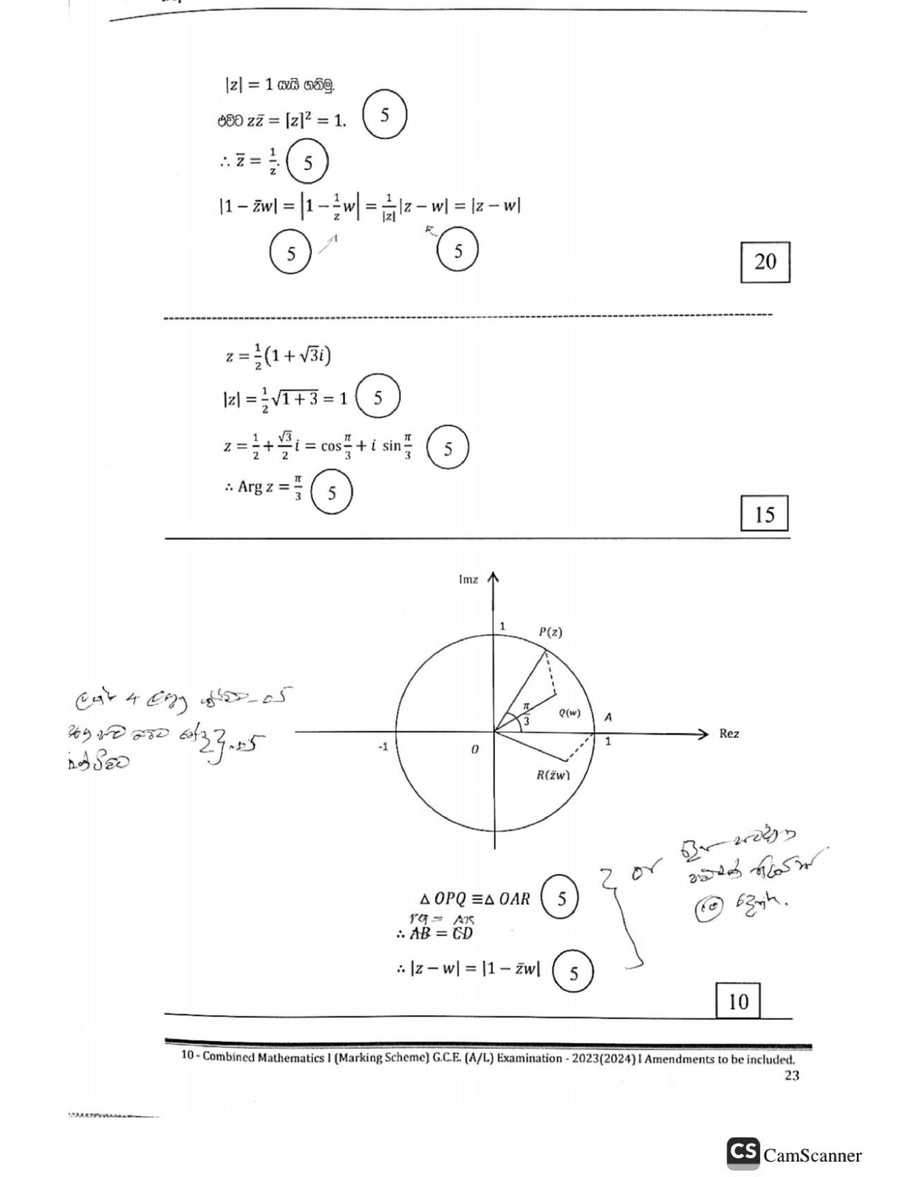 |z| = 1 යැයි ගනිමු.
එවිට zz̄ = |z|² = 1. 5
∴ z̄ = 1/z. 5
|1 − z̄w| = |1 − 1/z w| = 1/|z| |z − w| = |z − w|
5 5
20
z = 1/2 (1 + √3i)
|z| = 1/2 √1 + 3 = 1 5
z = 1/2 + √3/2 i = cos π/3 + i sin π/3 5
∴ Arg z = π/3 5
15
Imz
1
P(z)
Q(w)
π/3
A
-1
0
1
Rez
R(z̄w)
OR
△ OPQ ≡△ OAR 5
PQ = AR
∴ AB = CD
∴ |z − w| = |1 − z̄w| 5
10
10 - Combined Mathematics I (Marking Scheme) G.C.E. (A/L) Examination - 2023(2024) I Amendments to be included.
23
CS CamScanner